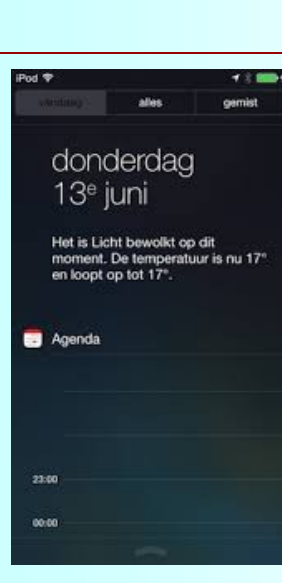 iPod
vandaag alles gemist
donderdag
13e juni
Het is Licht bewolkt op dit
moment. De temperatuur is nu 17°
en loopt op tot 17°.
Agenda
23:00
00:00